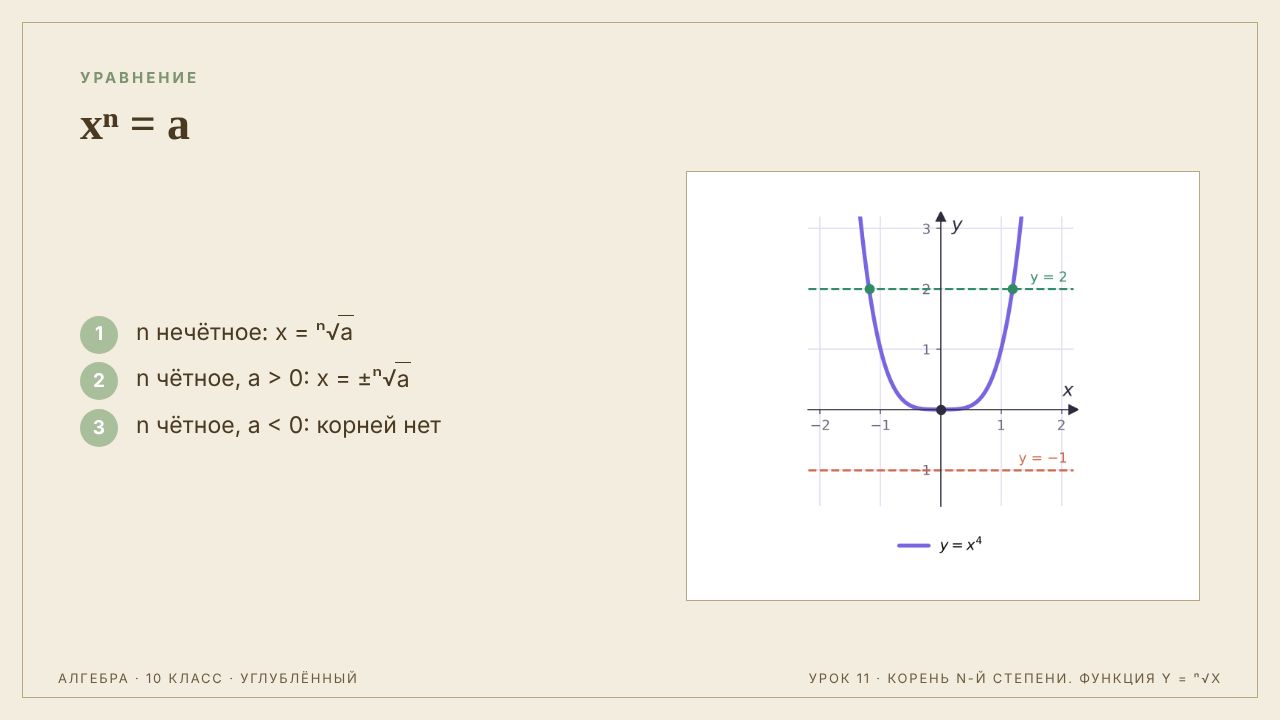 УРАВНЕНИЕ
xⁿ = a
1 n нечётное: x = ⁿ√a
2 n чётное, a > 0: x = ±ⁿ√a
3 n чётное, a < 0: корней нет
y
3
y = 2
2
1
x
−2 −1 1 2
y = −1
−1
y = x⁴
АЛГЕБРА · 10 КЛАСС · УГЛУБЛЁННЫЙ
УРОК 11 · КОРЕНЬ N-Й СТЕПЕНИ. ФУНКЦИЯ Y = ⁿ√X